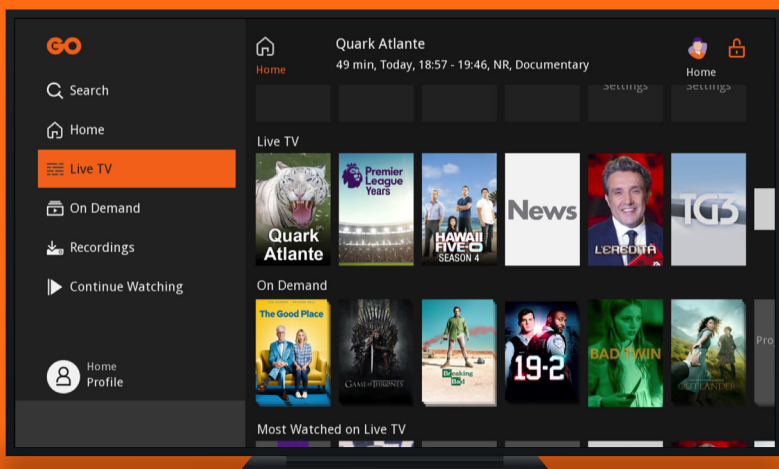 GO
Search
Home
Live TV
On Demand
Recordings
Continue Watching
Home
Profile
Home
Quark Atlante
49 min, Today, 18:57 - 19:46, NR, Documentary
Home
Settings
Settings
Live TV
Quark
Atlante
Premier
League
Years
HAWAII
FIVE-0
SEASON 4
News
L'EREDITÀ
TG3
On Demand
The Good Place
GAME OF THRONES
Breaking
Bad
19-2
BAD TWIN
OUTLANDER
Pro
Most Watched on Live TV